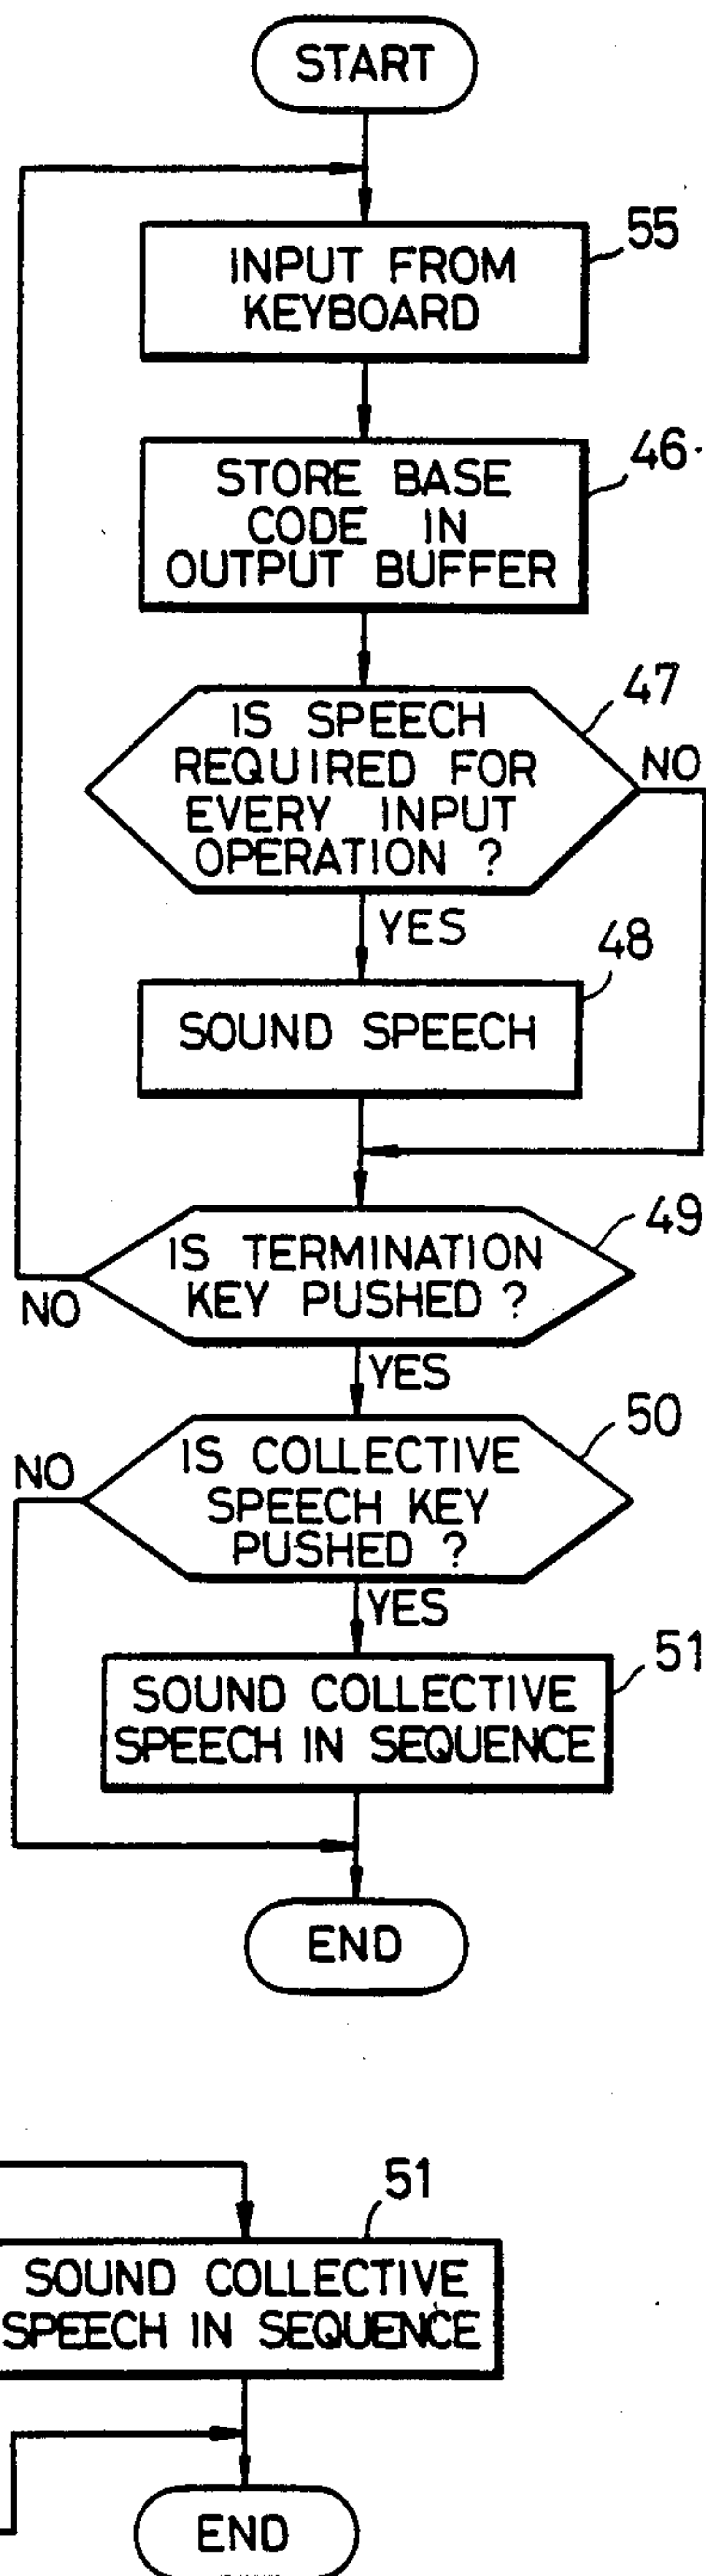 START
55
INPUT FROM
KEYBOARD
46
STORE BASE
CODE IN
OUTPUT BUFFER
47
IS SPEECH
REQUIRED FOR
EVERY INPUT
OPERATION ?
NO
YES
48
SOUND SPEECH
49
IS TERMINATION
KEY PUSHED ?
NO
YES
50
IS COLLECTIVE
SPEECH KEY
PUSHED ?
NO
YES
51
SOUND COLLECTIVE
SPEECH IN SEQUENCE
END
51
SOUND COLLECTIVE
SPEECH IN SEQUENCE
END